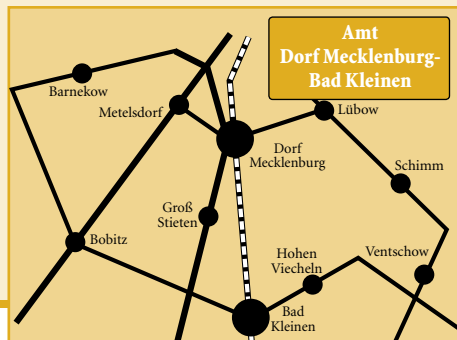 Amt
Dorf Mecklenburg-
Bad Kleinen
Barnekow
Metelsdorf
Lübow
Dorf
Mecklenburg
Schimm
Groß
Stieten
Bobitz
Hohen
Viecheln
Ventschow
Bad
Kleinen